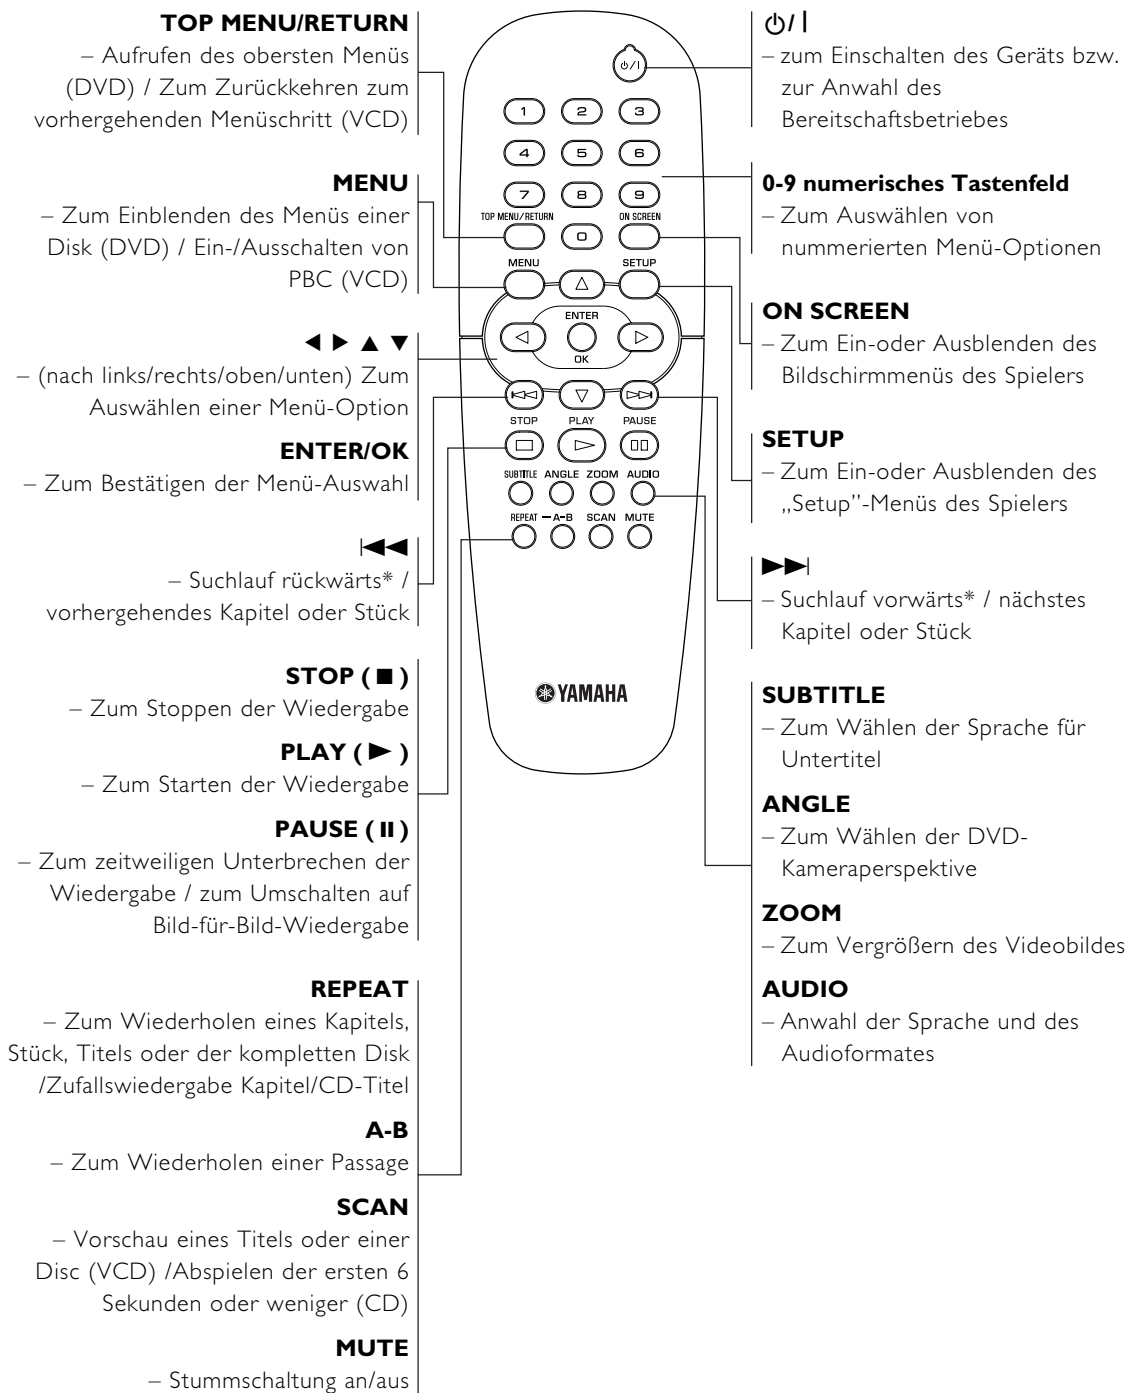 TOP MENU/RETURN
– Aufrufen des obersten Menüs
(DVD) / Zum Zurückkehren zum
vorhergehenden Menüschritt (VCD)
MENU
– Zum Einblenden des Menüs einer
Disk (DVD) / Ein-/Ausschalten von
PBC (VCD)
◀ ▶ ▲ ▼
– (nach links/rechts/oben/unten) Zum
Auswählen einer Menü-Option
ENTER/OK
– Zum Bestätigen der Menü-Auswahl
|◀◀
– Suchlauf rückwärts* /
vorhergehendes Kapitel oder Stück
STOP ( ■ )
– Zum Stoppen der Wiedergabe
PLAY ( ▶ )
– Zum Starten der Wiedergabe
PAUSE ( II )
– Zum zeitweiligen Unterbrechen der
Wiedergabe / zum Umschalten auf
Bild-für-Bild-Wiedergabe
REPEAT
– Zum Wiederholen eines Kapitels,
Stück, Titels oder der kompletten Disk
/Zufallswiedergabe Kapitel/CD-Titel
A-B
– Zum Wiederholen einer Passage
SCAN
– Vorschau eines Titels oder einer
Disc (VCD) /Abspielen der ersten 6
Sekunden oder weniger (CD)
MUTE
– Stummschaltung an/aus
⏻/I
1 2 3
4 5 6
7 8 9
TOP MENU/RETURN ON SCREEN
0
MENU SETUP
ENTER
OK
STOP PLAY PAUSE
SUBTITLE ANGLE ZOOM AUDIO
REPEAT – A-B SCAN MUTE
YAMAHA
⏻/I
– zum Einschalten des Geräts bzw.
zur Anwahl des
Bereitschaftsbetriebes
0-9 numerisches Tastenfeld
– Zum Auswählen von
nummerierten Menü-Optionen
ON SCREEN
– Zum Ein-oder Ausblenden des
Bildschirmmenüs des Spielers
SETUP
– Zum Ein-oder Ausblenden des
„Setup”-Menüs des Spielers
▶▶|
– Suchlauf vorwärts* / nächstes
Kapitel oder Stück
SUBTITLE
– Zum Wählen der Sprache für
Untertitel
ANGLE
– Zum Wählen der DVD-
Kameraperspektive
ZOOM
– Zum Vergrößern des Videobildes
AUDIO
– Anwahl der Sprache und des
Audioformates